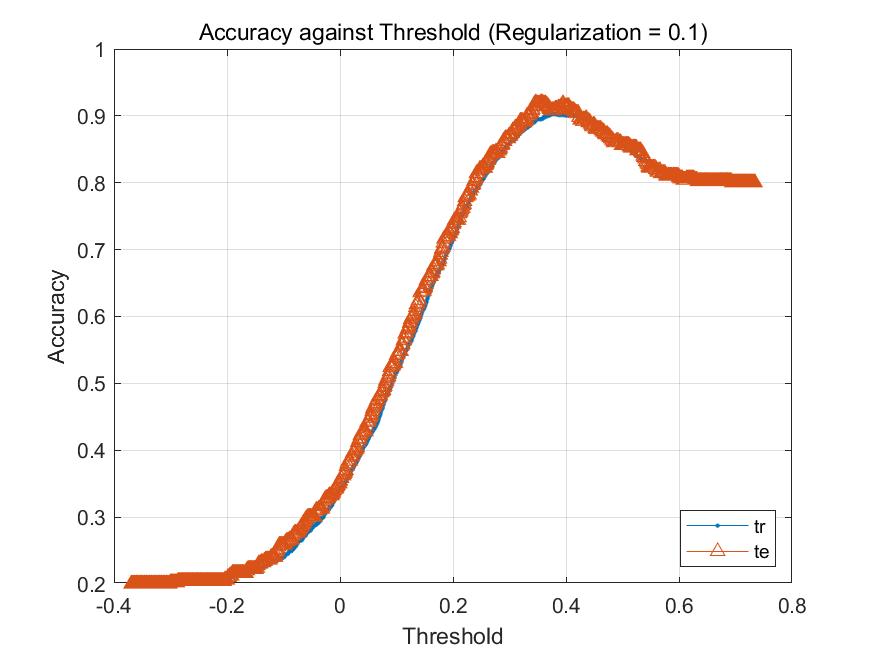 Accuracy against Threshold (Regularization = 0.1)
1
0.9
0.8
0.7
0.6
0.5
0.4
0.3
0.2
Accuracy
-0.4 -0.2 0 0.2 0.4 0.6 0.8
Threshold
tr
te